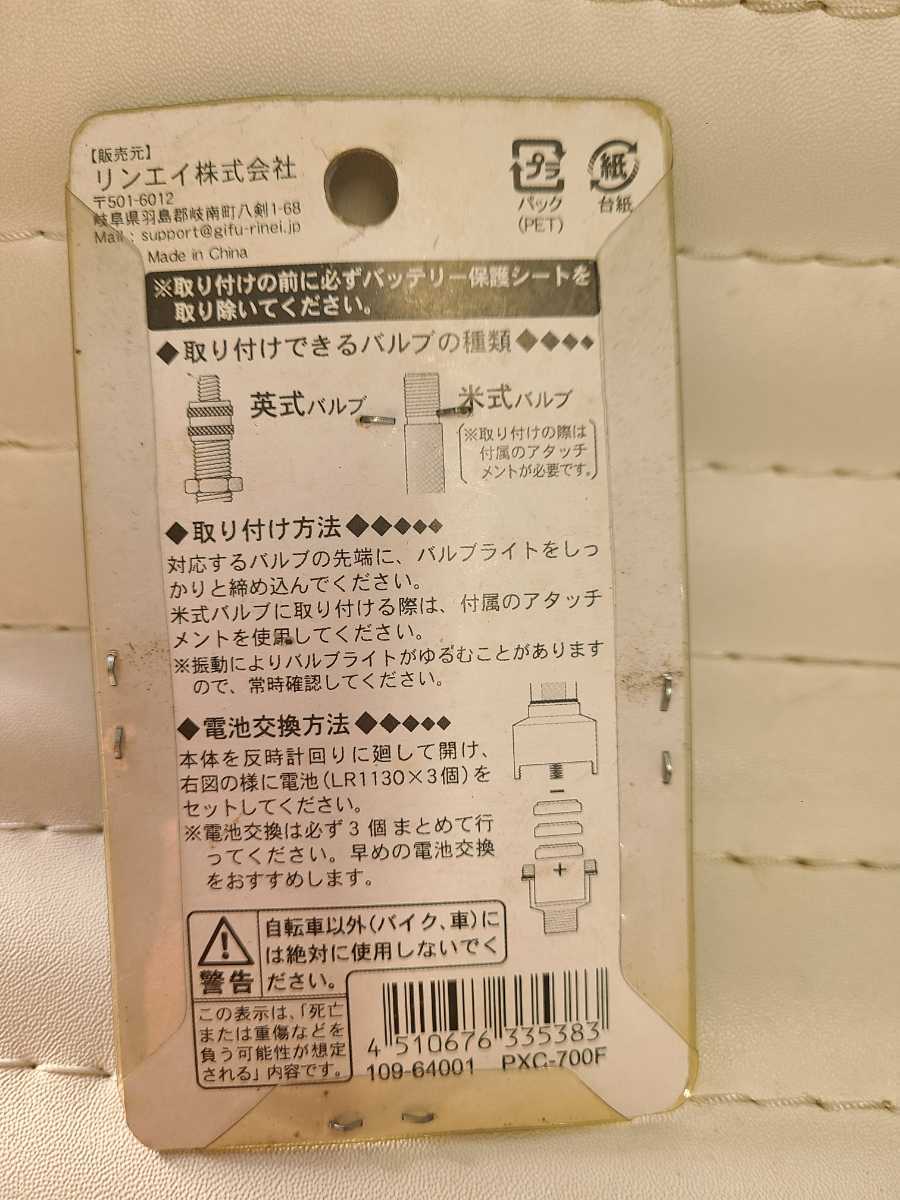 【販売元】
リンエイ株式会社
〒501-6012
岐阜県羽島郡岐南町八剣1-68
Mail : support@gifu-rinei.jp
Made in China
プラ
パック
(PET)
紙
台紙
※取り付けの前に必ずバッテリー保護シートを
取り除いてください。
◆取り付けできるバルブの種類◆◆◆◆
英式バルブ
米式バルブ
※取り付けの際は
付属のアタッチ
メントが必要です。
◆取り付け方法◆◆◆◆◆
対応するバルブの先端に、バルブライトをしっ
かりと締め込んでください。
米式バルブに取り付ける際は、付属のアタッチ
メントを使用してください。
※振動によりバルブライトがゆるむことがあります
ので、常時確認してください。
◆電池交換方法◆◆◆◆◆
本体を反時計回りに廻して開け、
右図の様に電池(LR1130×3個)を
セットしてください。
※電池交換は必ず3個まとめて行
ってください。早めの電池交換
をおすすめします。
−
+
警告
自転車以外(バイク、車)に
は絶対に使用しないでく
ださい。
この表示は、「死亡
または重傷などを
負う可能性が想定
される」内容です。
4 510676 335383
109-64001 PXC-700F